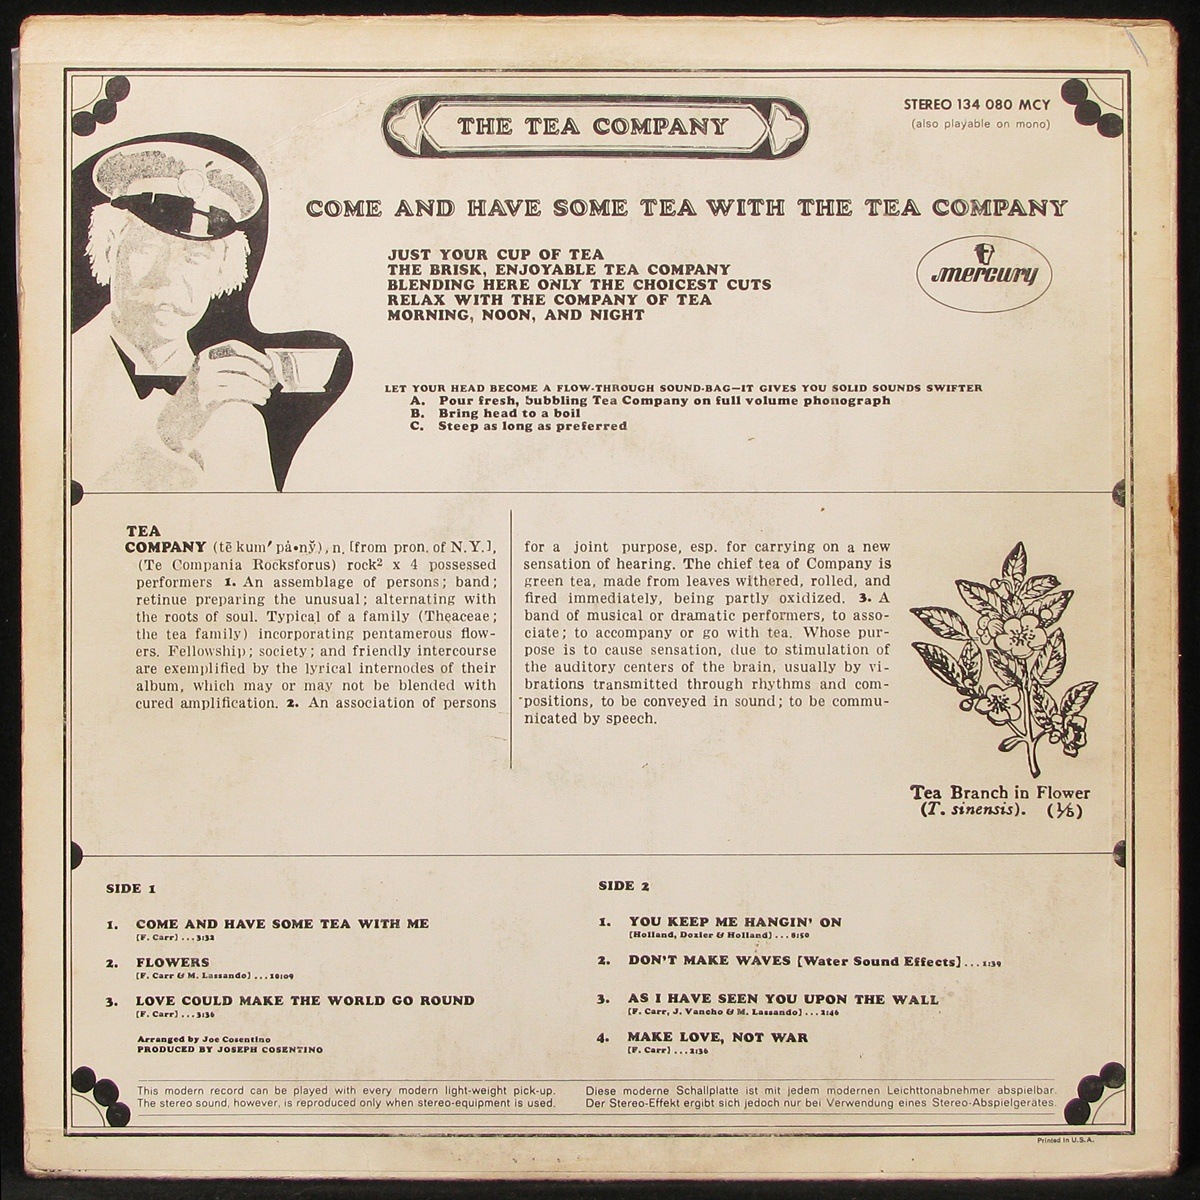 THE TEA COMPANY
STEREO 134 080 MCY
(also playable on mono)
COME AND HAVE SOME TEA WITH THE TEA COMPANY
JUST YOUR CUP OF TEA
THE BRISK, ENJOYABLE TEA COMPANY
BLENDING HERE ONLY THE CHOICEST CUTS
RELAX WITH THE COMPANY OF TEA
MORNING, NOON, AND NIGHT
mercury
LET YOUR HEAD BECOME A FLOW-THROUGH SOUND-BAG—IT GIVES YOU SOLID SOUNDS SWIFTER
A. Pour fresh, bubbling Tea Company on full volume phonograph
B. Bring head to a boil
C. Steep as long as preferred
TEA
COMPANY (tē kum′ pȧ•ny̆), n. [from pron. of N.Y.],
(Te Compania Rocksforus) rock² x 4 possessed
performers 1. An assemblage of persons; band;
retinue preparing the unusual; alternating with
the roots of soul. Typical of a family (Theaceae;
the tea family) incorporating pentamerous flow-
ers. Fellowship; society; and friendly intercourse
are exemplified by the lyrical internodes of their
album, which may or may not be blended with
cured amplification. 2. An association of persons
for a joint purpose, esp. for carrying on a new
sensation of hearing. The chief tea of Company is
green tea, made from leaves withered, rolled, and
fired immediately, being partly oxidized. 3. A
band of musical or dramatic performers, to asso-
ciate; to accompany or go with tea. Whose pur-
pose is to cause sensation, due to stimulation of
the auditory centers of the brain, usually by vi-
brations transmitted through rhythms and com-
positions, to be conveyed in sound; to be commu-
nicated by speech.
Tea Branch in Flower
(T. sinensis). (⅕)
SIDE 1
1. COME AND HAVE SOME TEA WITH ME
[F. Carr] ...3:32
2. FLOWERS
[F. Carr & M. Lassando] ...10:09
3. LOVE COULD MAKE THE WORLD GO ROUND
[F. Carr] ...3:36
Arranged by Joe Cosentino
PRODUCED BY JOSEPH COSENTINO
SIDE 2
1. YOU KEEP ME HANGIN' ON
[Holland, Dozier & Holland] ...8:50
2. DON'T MAKE WAVES [Water Sound Effects] ...1:39
3. AS I HAVE SEEN YOU UPON THE WALL
[F. Carr, J. Vancho & M. Lassando] ...2:46
4. MAKE LOVE, NOT WAR
[F. Carr] ...2:36
This modern record can be played with every modern light-weight pick-up.
The stereo sound, however, is reproduced only when stereo-equipment is used.
Diese moderne Schallplatte ist mit jedem modernen Leichttonabnehmer abspielbar.
Der Stereo-Effekt ergibt sich jedoch nur bei Verwendung eines Stereo-Abspielgerätes.
Printed in U.S.A.